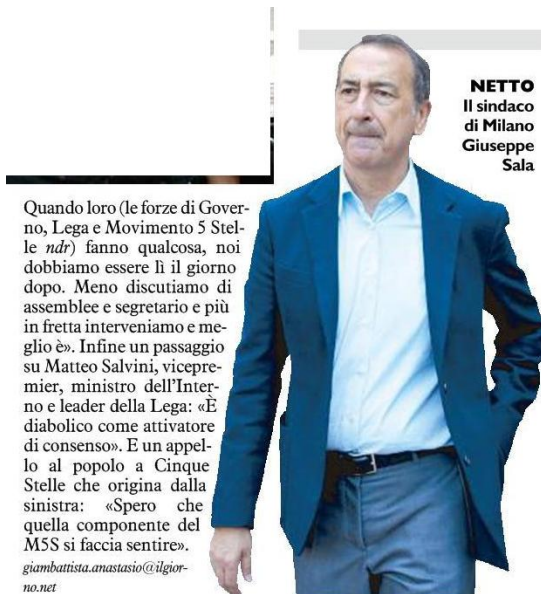 NETTO
Il sindaco
di Milano
Giuseppe
Sala
Quando loro (le forze di Gover-
no, Lega e Movimento 5 Stel-
le ndr) fanno qualcosa, noi
dobbiamo essere lì il giorno
dopo. Meno discutiamo di
assemblee e segretario e più
in fretta interveniamo e me-
glio è». Infine un passaggio
su Matteo Salvini, vicepre-
mier, ministro dell'Inter-
no e leader della Lega: «È
diabolico come attivatore
di consenso». E un appel-
lo al popolo a Cinque
Stelle che origina dalla
sinistra: «Spero che
quella componente del
M5S si faccia sentire».
giambattista.anastasio@ilgior-
no.net